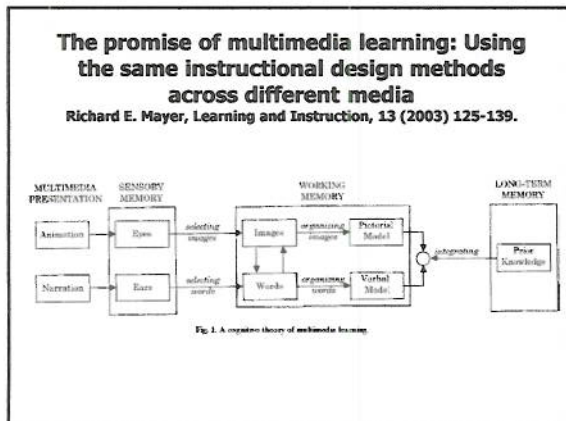 The promise of multimedia learning: Using
the same instructional design methods
across different media
Richard E. Mayer, Learning and Instruction, 13 (2003) 125-139.
MULTIMEDIA PRESENTATION
SENSORY MEMORY
WORKING MEMORY
LONG-TERM MEMORY
Animation
Eyes
selecting images
Images
organizing images
Pictorial Model
integrating
Prior Knowledge
Narration
Ears
selecting words
Words
organizing words
Verbal Model
Fig. 1. A cognitive theory of multimedia learning.